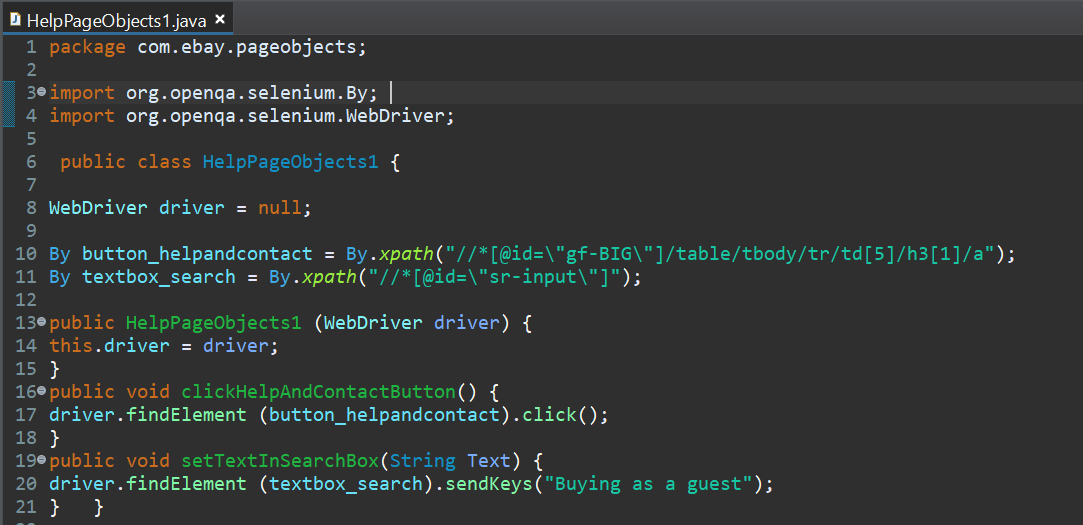 HelpPageObjects1.java ×
1 package com.ebay.pageobjects;
2
3 import org.openqa.selenium.By;
4 import org.openqa.selenium.WebDriver;
5
6  public class HelpPageObjects1 {
7
8 WebDriver driver = null;
9
10 By button_helpandcontact = By.xpath("//*[@id=\"gf-BIG\"]/table/tbody/tr/td[5]/h3[1]/a");
11 By textbox_search = By.xpath("//*[@id=\"sr-input\"]");
12
13 public HelpPageObjects1 (WebDriver driver) {
14 this.driver = driver;
15 }
16 public void clickHelpAndContactButton() {
17 driver.findElement (button_helpandcontact).click();
18 }
19 public void setTextInSearchBox(String Text) {
20 driver.findElement (textbox_search).sendKeys("Buying as a guest");
21 }   }